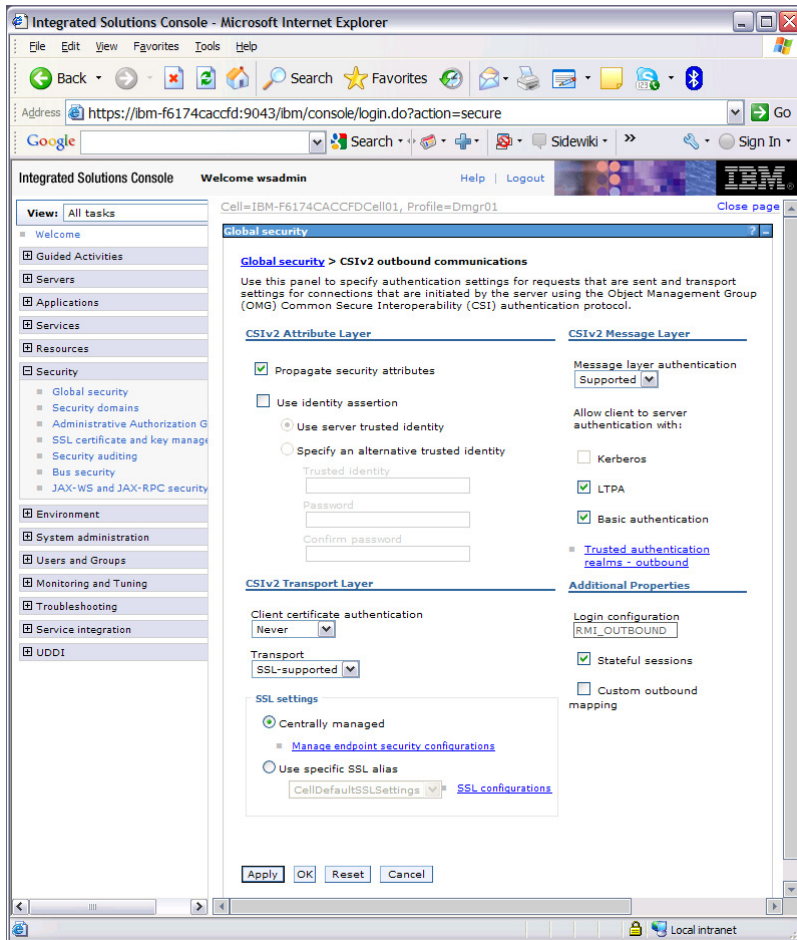 Integrated Solutions Console - Microsoft Internet Explorer
File Edit View Favorites Tools Help
Back Search Favorites
Address https://ibm-f6174caccfd:9043/ibm/console/login.do?action=secure Go
Google Search Sidewiki Sign In
Integrated Solutions Console Welcome wsadmin Help | Logout IBM.
View: All tasks
Welcome
Guided Activities
Servers
Applications
Services
Resources
Security
Global security
Security domains
Administrative Authorization G
SSL certificate and key manage
Security auditing
Bus security
JAX-WS and JAX-RPC security
Environment
System administration
Users and Groups
Monitoring and Tuning
Troubleshooting
Service integration
UDDI
Cell=IBM-F6174CACCFDCell01, Profile=Dmgr01 Close page
Global security ? -
Global security > CSIv2 outbound communications
Use this panel to specify authentication settings for requests that are sent and transport
settings for connections that are initiated by the server using the Object Management Group
(OMG) Common Secure Interoperability (CSI) authentication protocol.
CSIv2 Attribute Layer
Propagate security attributes
Use identity assertion
Use server trusted identity
Specify an alternative trusted identity
Trusted identity
Password
Confirm password
CSIv2 Transport Layer
Client certificate authentication
Never
Transport
SSL-supported
SSL settings
Centrally managed
Manage endpoint security configurations
Use specific SSL alias
CellDefaultSSLSettings SSL configurations
CSIv2 Message Layer
Message layer authentication
Supported
Allow client to server
authentication with:
Kerberos
LTPA
Basic authentication
Trusted authentication
realms - outbound
Additional Properties
Login configuration
RMI_OUTBOUND
Stateful sessions
Custom outbound
mapping
Apply OK Reset Cancel
Local intranet